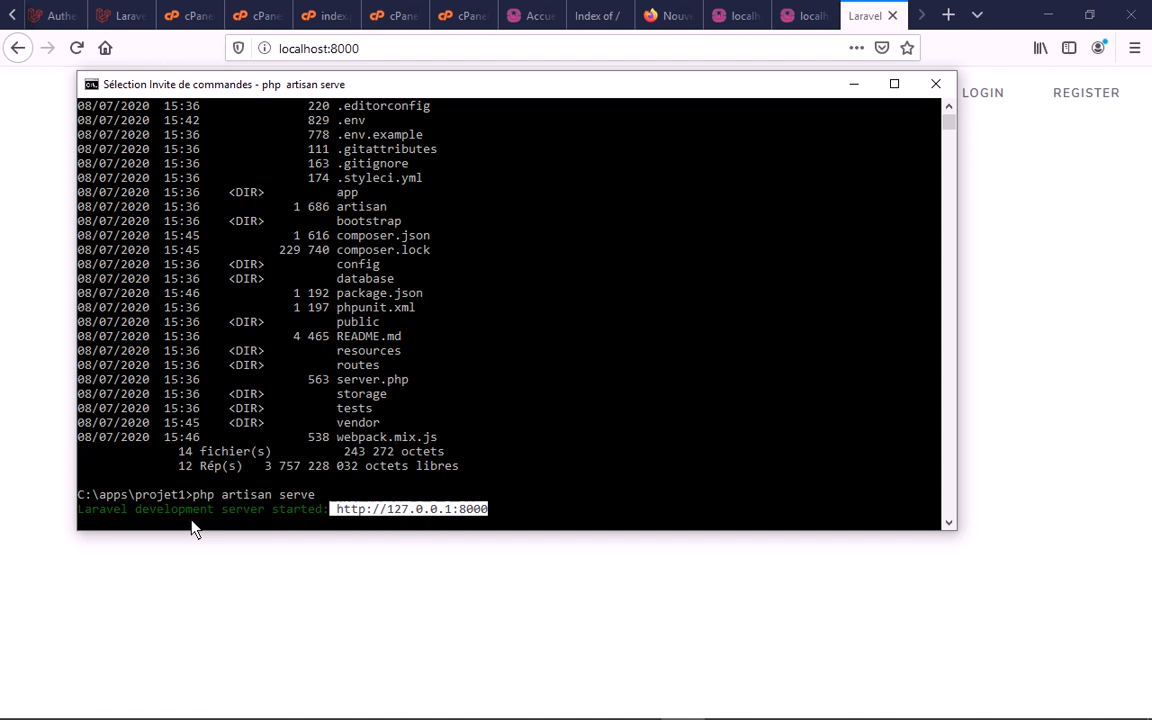 Authe
Larave
cPane
cPane
index.
cPane
cPane
Accue
Index of /
Nouv
localh
localh
Laravel
localhost:8000
LOGIN
REGISTER
Sélection Invite de commandes - php  artisan serve
08/07/2020  15:36               220 .editorconfig
08/07/2020  15:42               829 .env
08/07/2020  15:36               778 .env.example
08/07/2020  15:36               111 .gitattributes
08/07/2020  15:36               163 .gitignore
08/07/2020  15:36               174 .styleci.yml
08/07/2020  15:36    <DIR>          app
08/07/2020  15:36             1 686 artisan
08/07/2020  15:36    <DIR>          bootstrap
08/07/2020  15:45             1 616 composer.json
08/07/2020  15:45           229 740 composer.lock
08/07/2020  15:36    <DIR>          config
08/07/2020  15:36    <DIR>          database
08/07/2020  15:46             1 192 package.json
08/07/2020  15:36             1 197 phpunit.xml
08/07/2020  15:36    <DIR>          public
08/07/2020  15:36             4 465 README.md
08/07/2020  15:36    <DIR>          resources
08/07/2020  15:36    <DIR>          routes
08/07/2020  15:36               563 server.php
08/07/2020  15:36    <DIR>          storage
08/07/2020  15:36    <DIR>          tests
08/07/2020  15:45    <DIR>          vendor
08/07/2020  15:46               538 webpack.mix.js
14 fichier(s)          243 272 octets
12 Rép(s)   3 757 228 032 octets libres
C:\apps\projet1>php artisan serve
Laravel development server started: http://127.0.0.1:8000